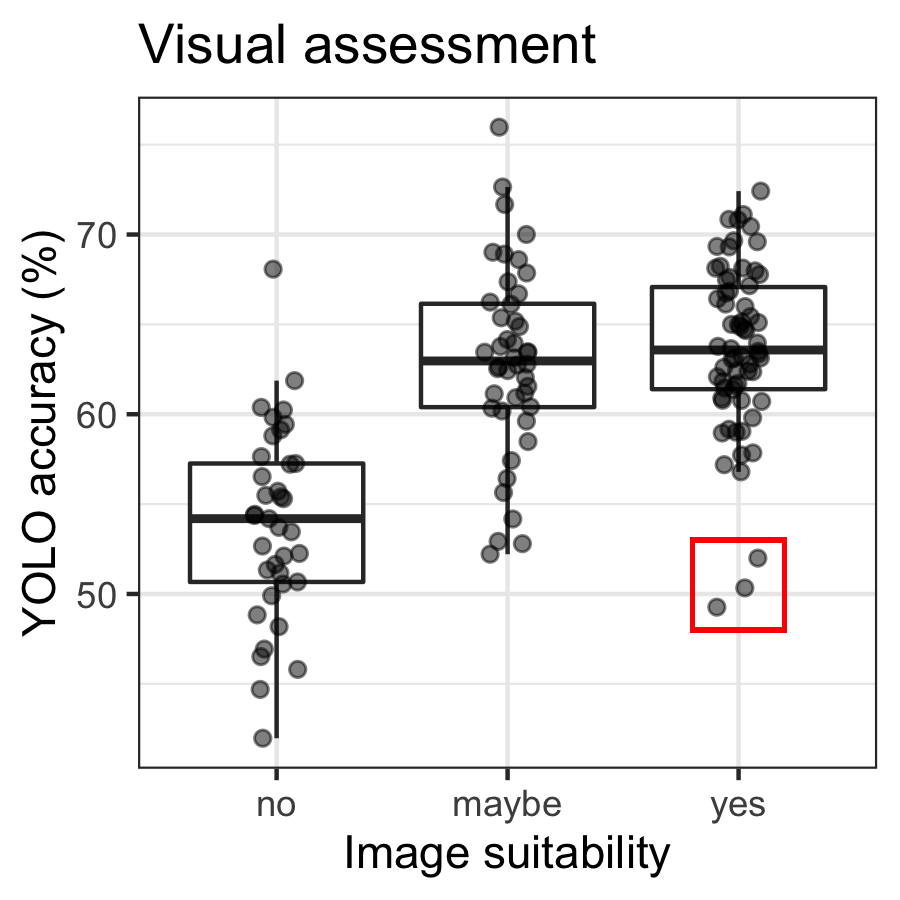 Visual assessment
YOLO accuracy (%)
70
60
50
no maybe yes
Image suitability